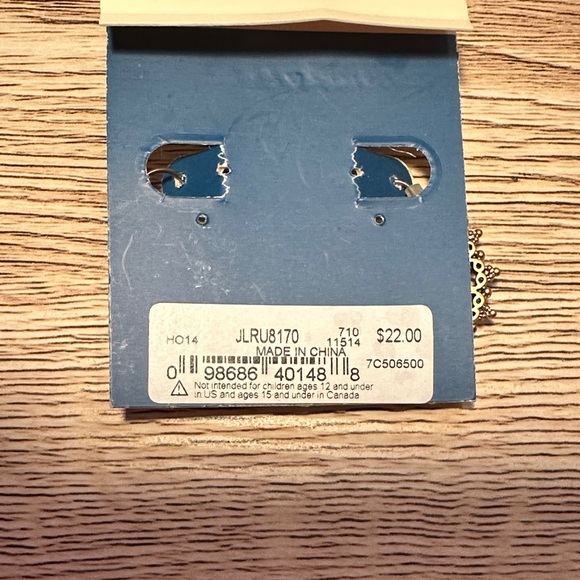 HO14 JLRU8170 710 $22.00
11514
MADE IN CHINA
7C506500
0 98686 40148 8
Not intended for children ages 12 and under
in US and ages 15 and under in Canada